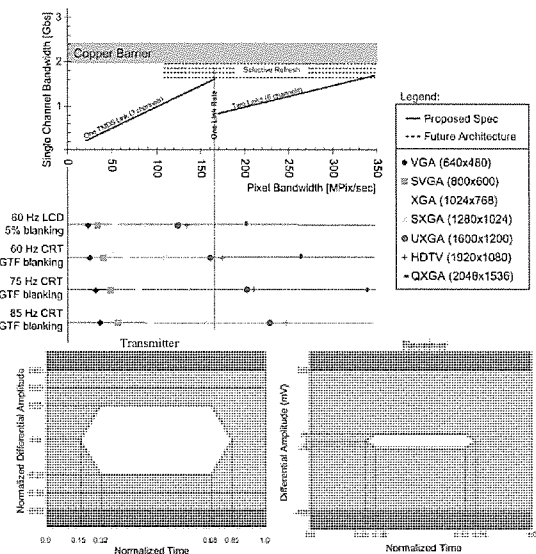 Single Channel Bandwidth [Gbs]
3
Copper Barrier
2
Selective Refresh
One TMDS Link (3 channels)
One Link Rate
Two Links (6 channels)
1
0
50
100
150
200
250
300
350
Pixel Bandwidth [MPix/sec]
Legend:
Proposed Spec
Future Architecture
VGA (640x480)
SVGA (800x600)
XGA (1024x768)
SXGA (1280x1024)
UXGA (1600x1200)
HDTV (1920x1080)
QXGA (2048x1536)
60 Hz LCD
5% blanking
60 Hz CRT
GTF blanking
75 Hz CRT
GTF blanking
85 Hz CRT
GTF blanking
Transmitter
Normalized Differential Amplitude
0.0
0.15
0.85
1.0
Normalized Time
Differential Amplitude (mV)
Normalized Time